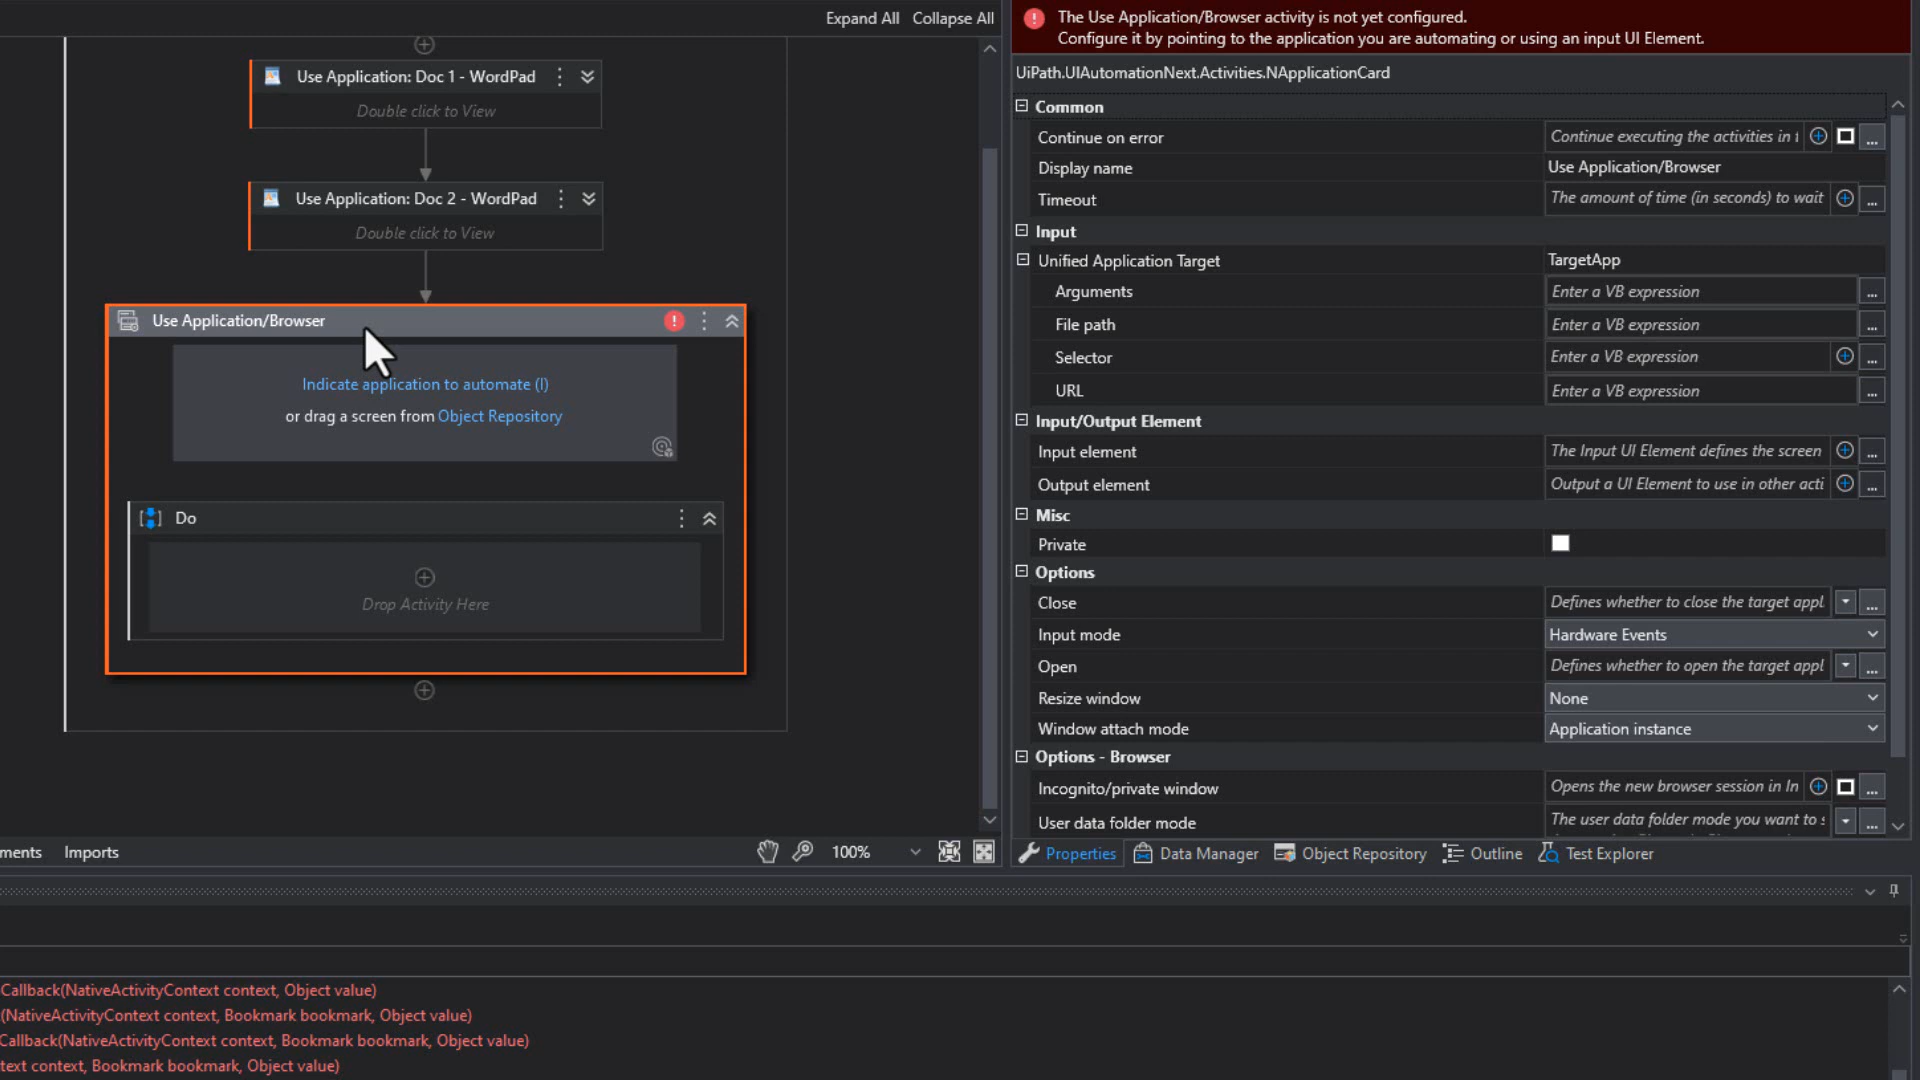 Expand All Collapse All
Use Application: Doc 1 - WordPad
Double click to View
Use Application: Doc 2 - WordPad
Double click to View
Use Application/Browser
Indicate application to automate (I)
or drag a screen from Object Repository
Do
Drop Activity Here
ments Imports 100%
The Use Application/Browser activity is not yet configured.
Configure it by pointing to the application you are automating or using an input UI Element.
UiPath.UIAutomationNext.Activities.NApplicationCard
Common
Continue on error Continue executing the activities in t ...
Display name Use Application/Browser
Timeout The amount of time (in seconds) to wait ...
Input
Unified Application Target TargetApp
Arguments Enter a VB expression ...
File path Enter a VB expression ...
Selector Enter a VB expression ...
URL Enter a VB expression ...
Input/Output Element
Input element The Input UI Element defines the screen ...
Output element Output a UI Element to use in other acti ...
Misc
Private
Options
Close Defines whether to close the target appl ...
Input mode Hardware Events
Open Defines whether to open the target appl ...
Resize window None
Window attach mode Application instance
Options - Browser
Incognito/private window Opens the new browser session in In ...
User data folder mode The user data folder mode you want to s ...
Properties Data Manager Object Repository Outline Test Explorer
Callback(NativeActivityContext context, Object value)
(NativeActivityContext context, Bookmark bookmark, Object value)
Callback(NativeActivityContext context, Bookmark bookmark, Object value)
text context, Bookmark bookmark, Object value)